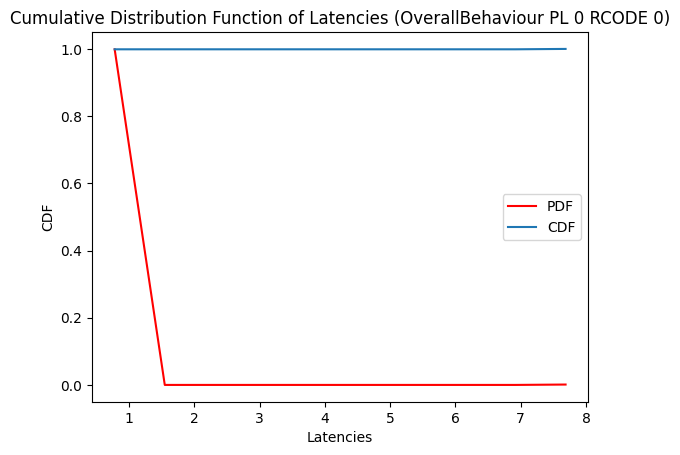 Cumulative Distribution Function of Latencies (OverallBehaviour PL 0 RCODE 0)
1.0
0.8
0.6
0.4
0.2
0.0
CDF
PDF
CDF
1 2 3 4 5 6 7 8
Latencies